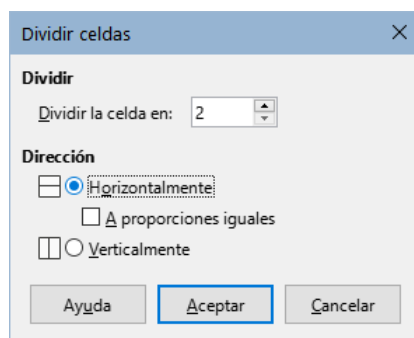 Dividir celdas
Dividir
Dividir la celda en: 2
Dirección
Horizontalmente
A proporciones iguales
Verticalmente
Ayuda Aceptar Cancelar